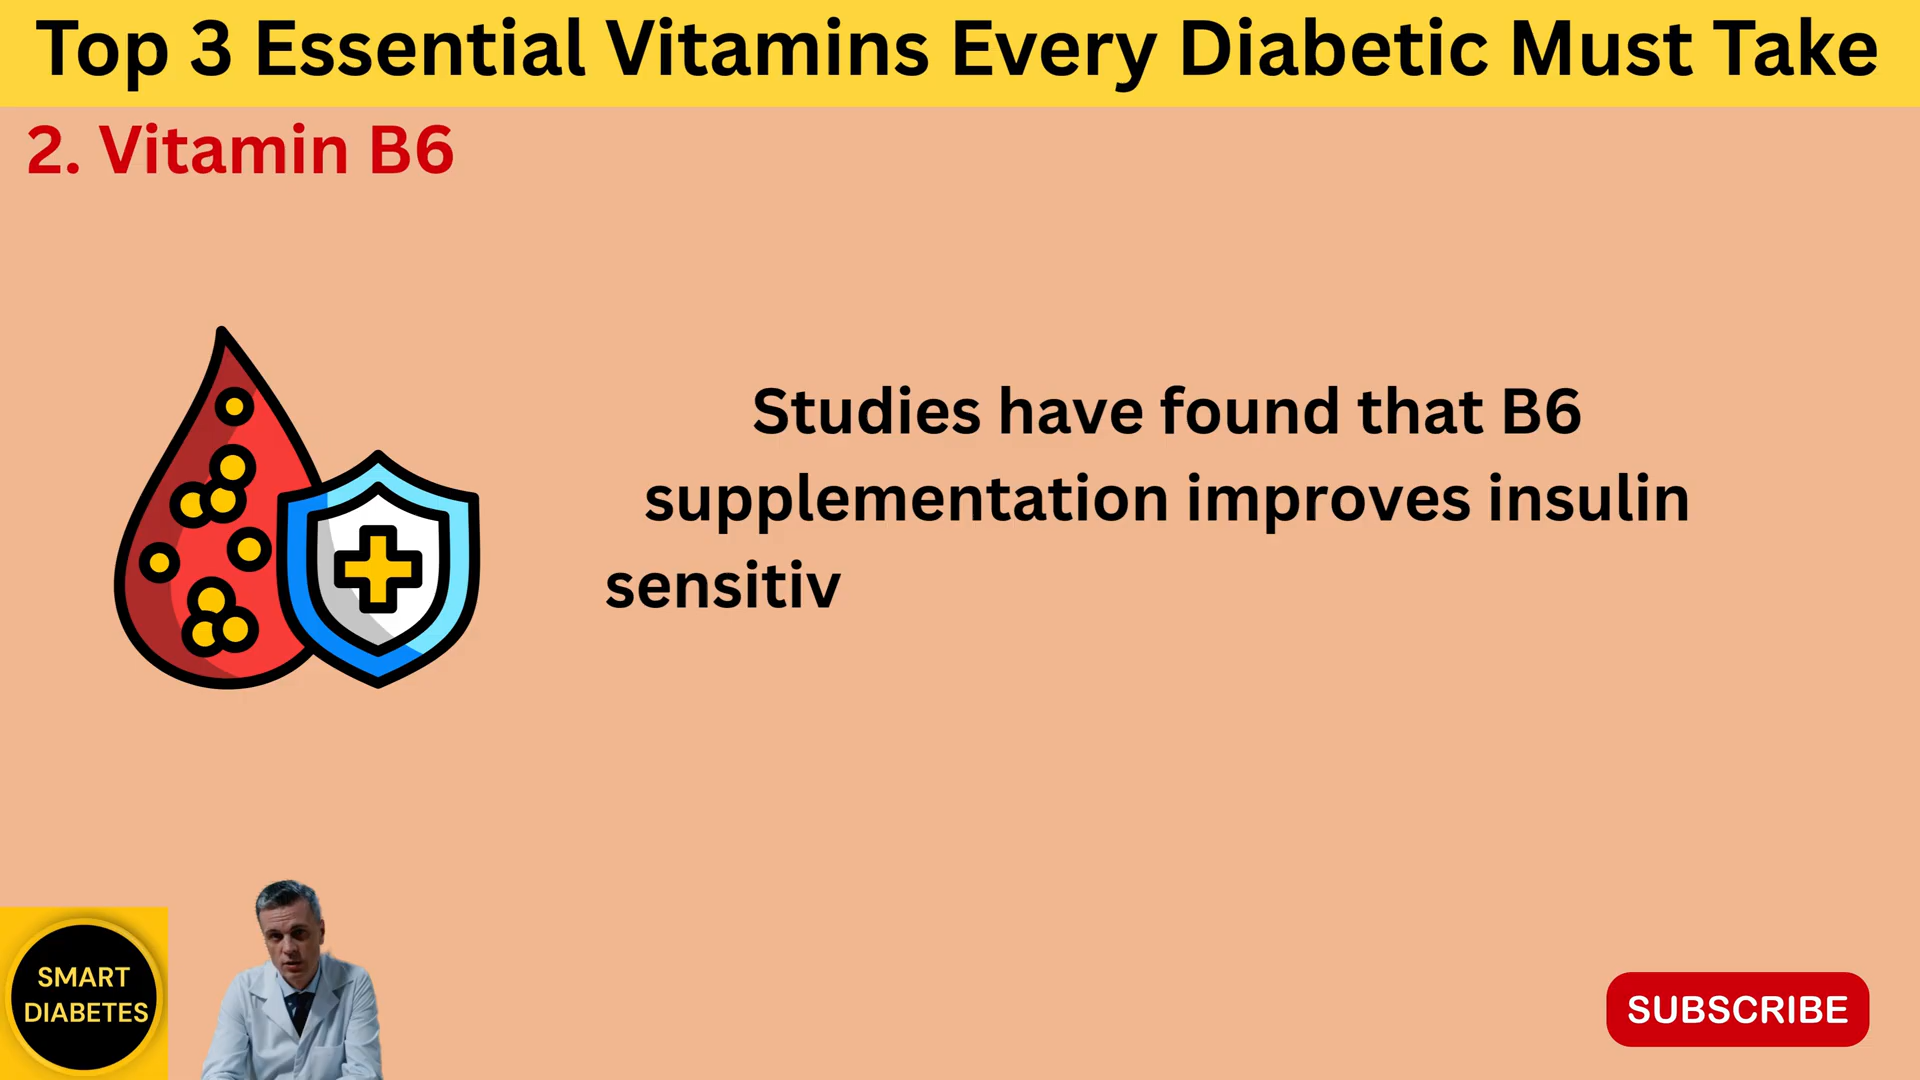 Top 3 Essential Vitamins Every Diabetic Must Take
2. Vitamin B6
Studies have found that B6
supplementation improves insulin
sensitiv
SMART
DIABETES
SUBSCRIBE